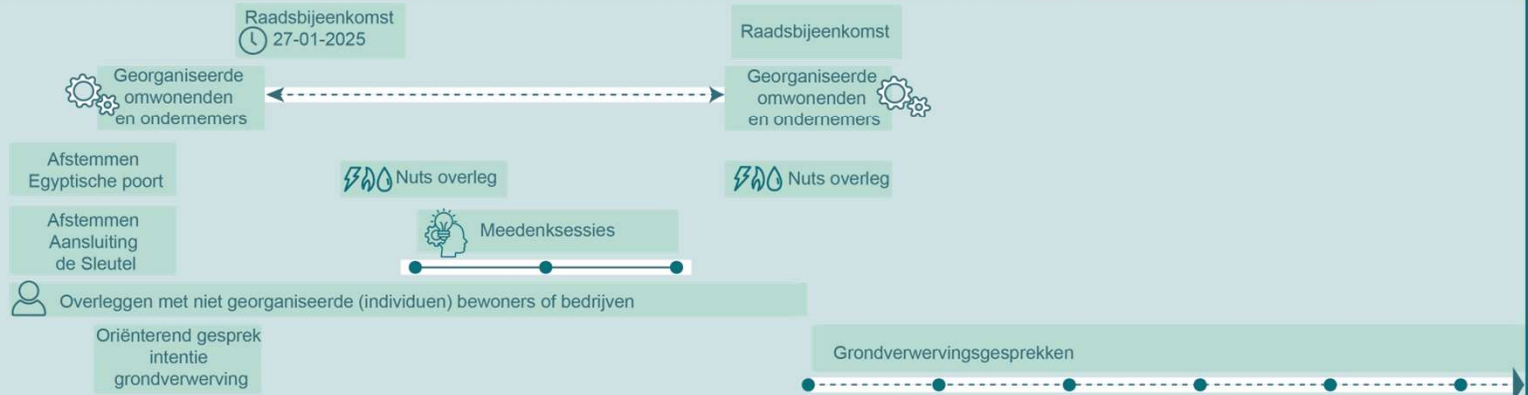 Raadsbijeenkomst
27-01-2025
Raadsbijeenkomst
Georganiseerde
omwonenden
en ondernemers
Georganiseerde
omwonenden
en ondernemers
Afstemmen
Egyptische poort
Nuts overleg
Nuts overleg
Afstemmen
Aansluiting
de Sleutel
Meedenksessies
Overleggen met niet georganiseerde (individuen) bewoners of bedrijven
Oriënterend gesprek
intentie
grondverwerving
Grondverwervingsgesprekken